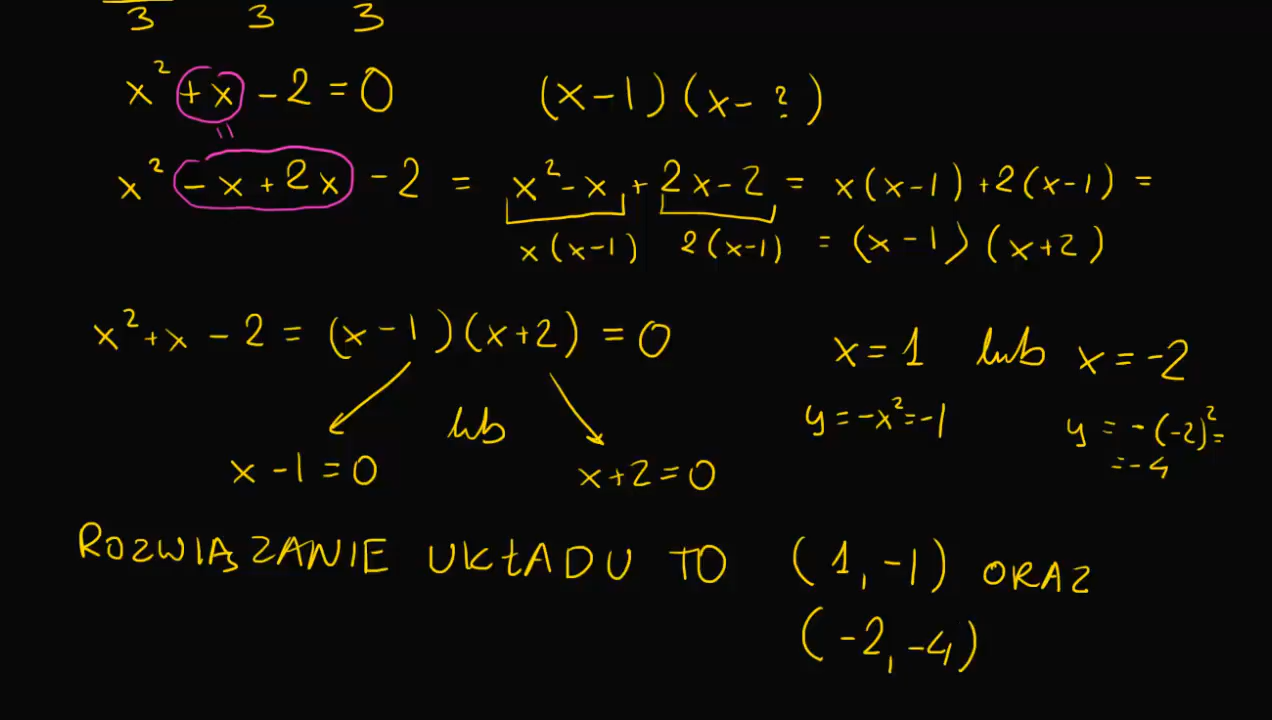 3 3 3
x² + x - 2 = 0 (x - 1)(x - ?)
x² - x + 2x - 2 = x² - x + 2x - 2 = x(x-1) + 2(x-1) =
x(x-1) 2(x-1) = (x-1)(x+2)
x² + x - 2 = (x-1)(x+2) = 0
x = 1 lub x = -2
y = -x² = -1 y = -(-2)² =
= -4
lub
x - 1 = 0 x + 2 = 0
ROZWIĄZANIE UKŁADU TO (1, -1) ORAZ
(-2, -4)